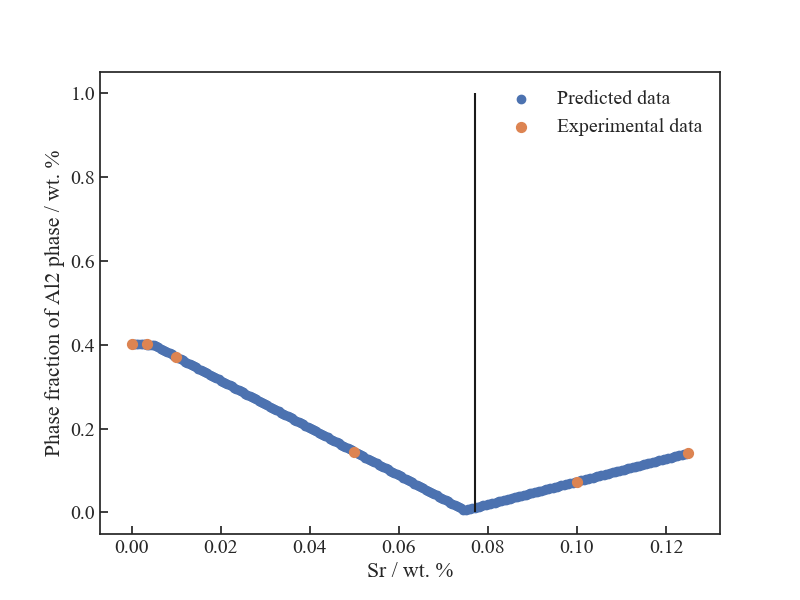 Predicted data
Experimental data
Phase fraction of Al2 phase / wt. %
1.0
0.8
0.6
0.4
0.2
0.0
0.00 0.02 0.04 0.06 0.08 0.10 0.12
Sr / wt. %